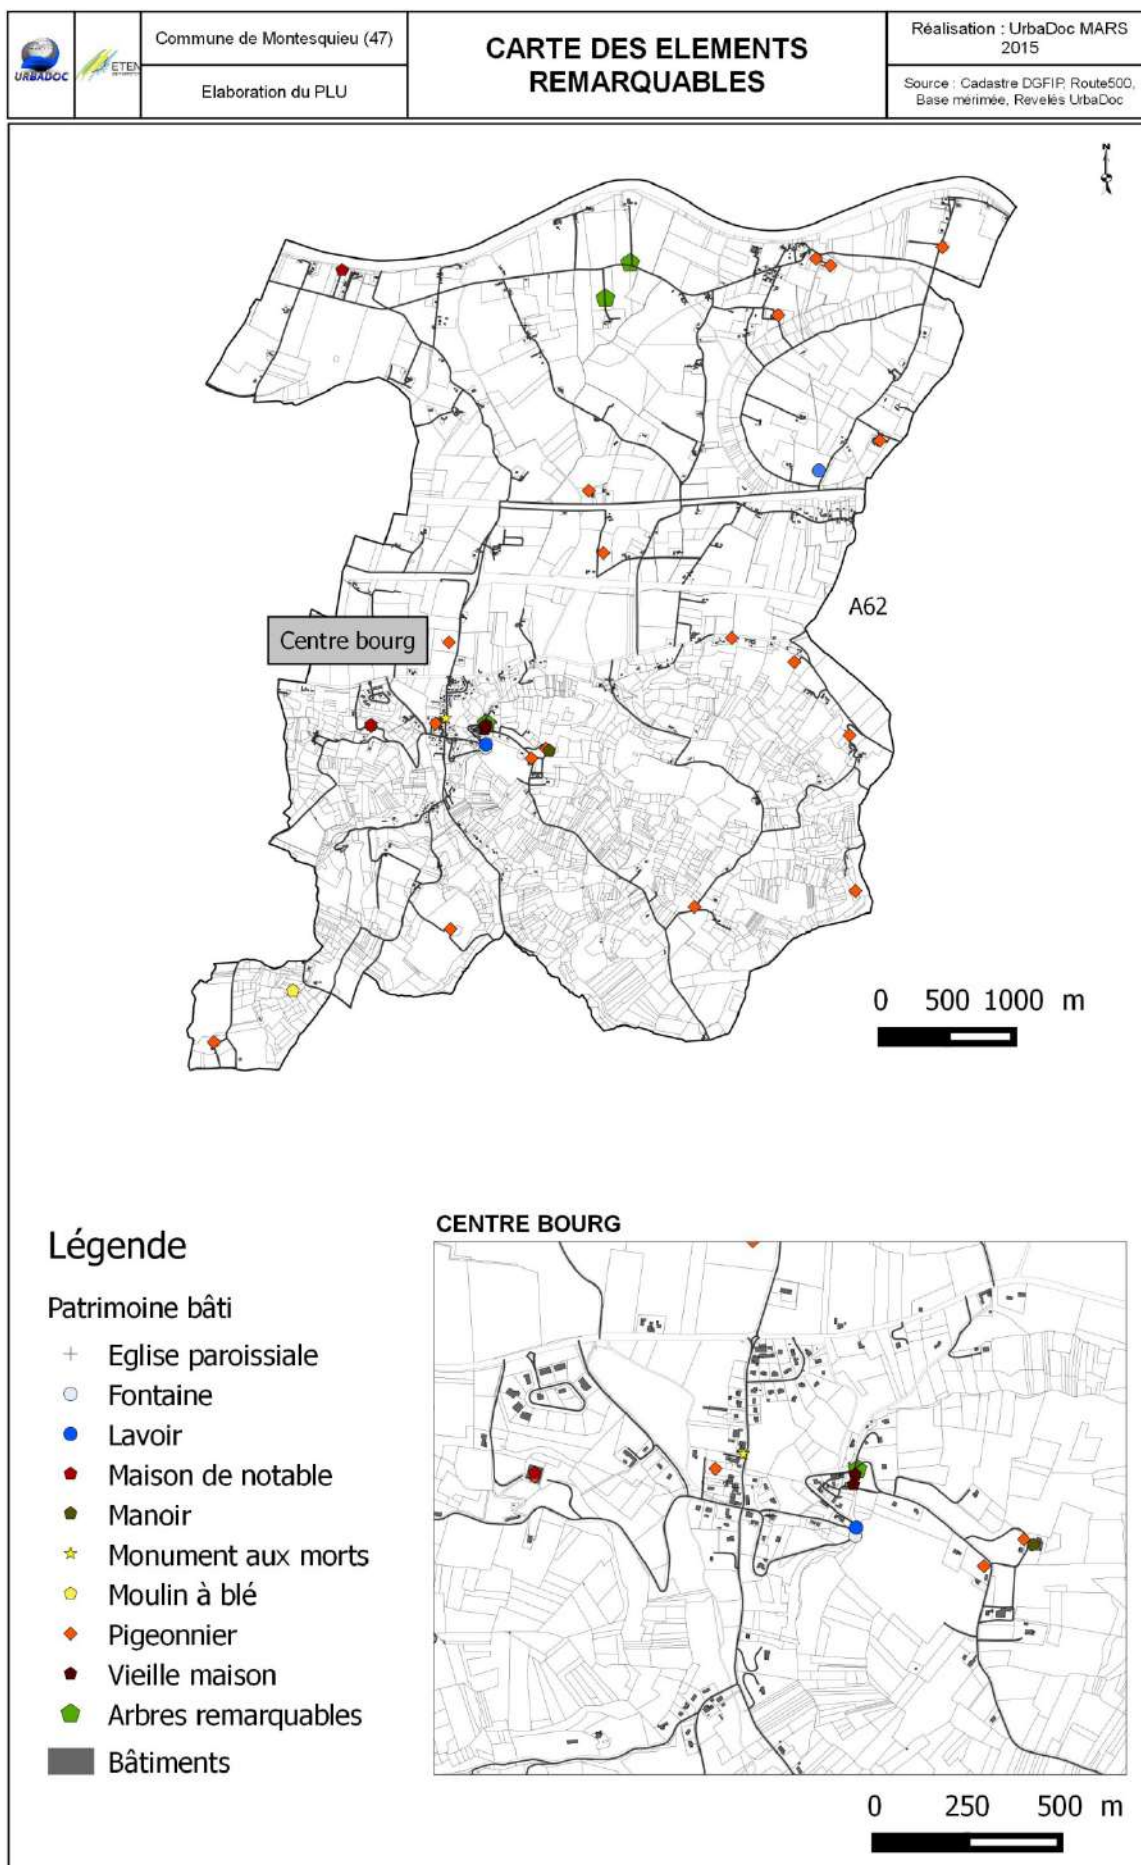 URBADOC
ETEN
Commune de Montesquieu (47)
Elaboration du PLU
CARTE DES ELEMENTS
REMARQUABLES
Réalisation : UrbaDoc MARS
2015
Source : Cadastre DGFIP, Route500,
Base mérimée, Revelés UrbaDoc
N
A62
Centre bourg
0 500 1000 m
Légende
Patrimoine bâti
Eglise paroissiale
Fontaine
Lavoir
Maison de notable
Manoir
Monument aux morts
Moulin à blé
Pigeonnier
Vieille maison
Arbres remarquables
Bâtiments
CENTRE BOURG
0 250 500 m